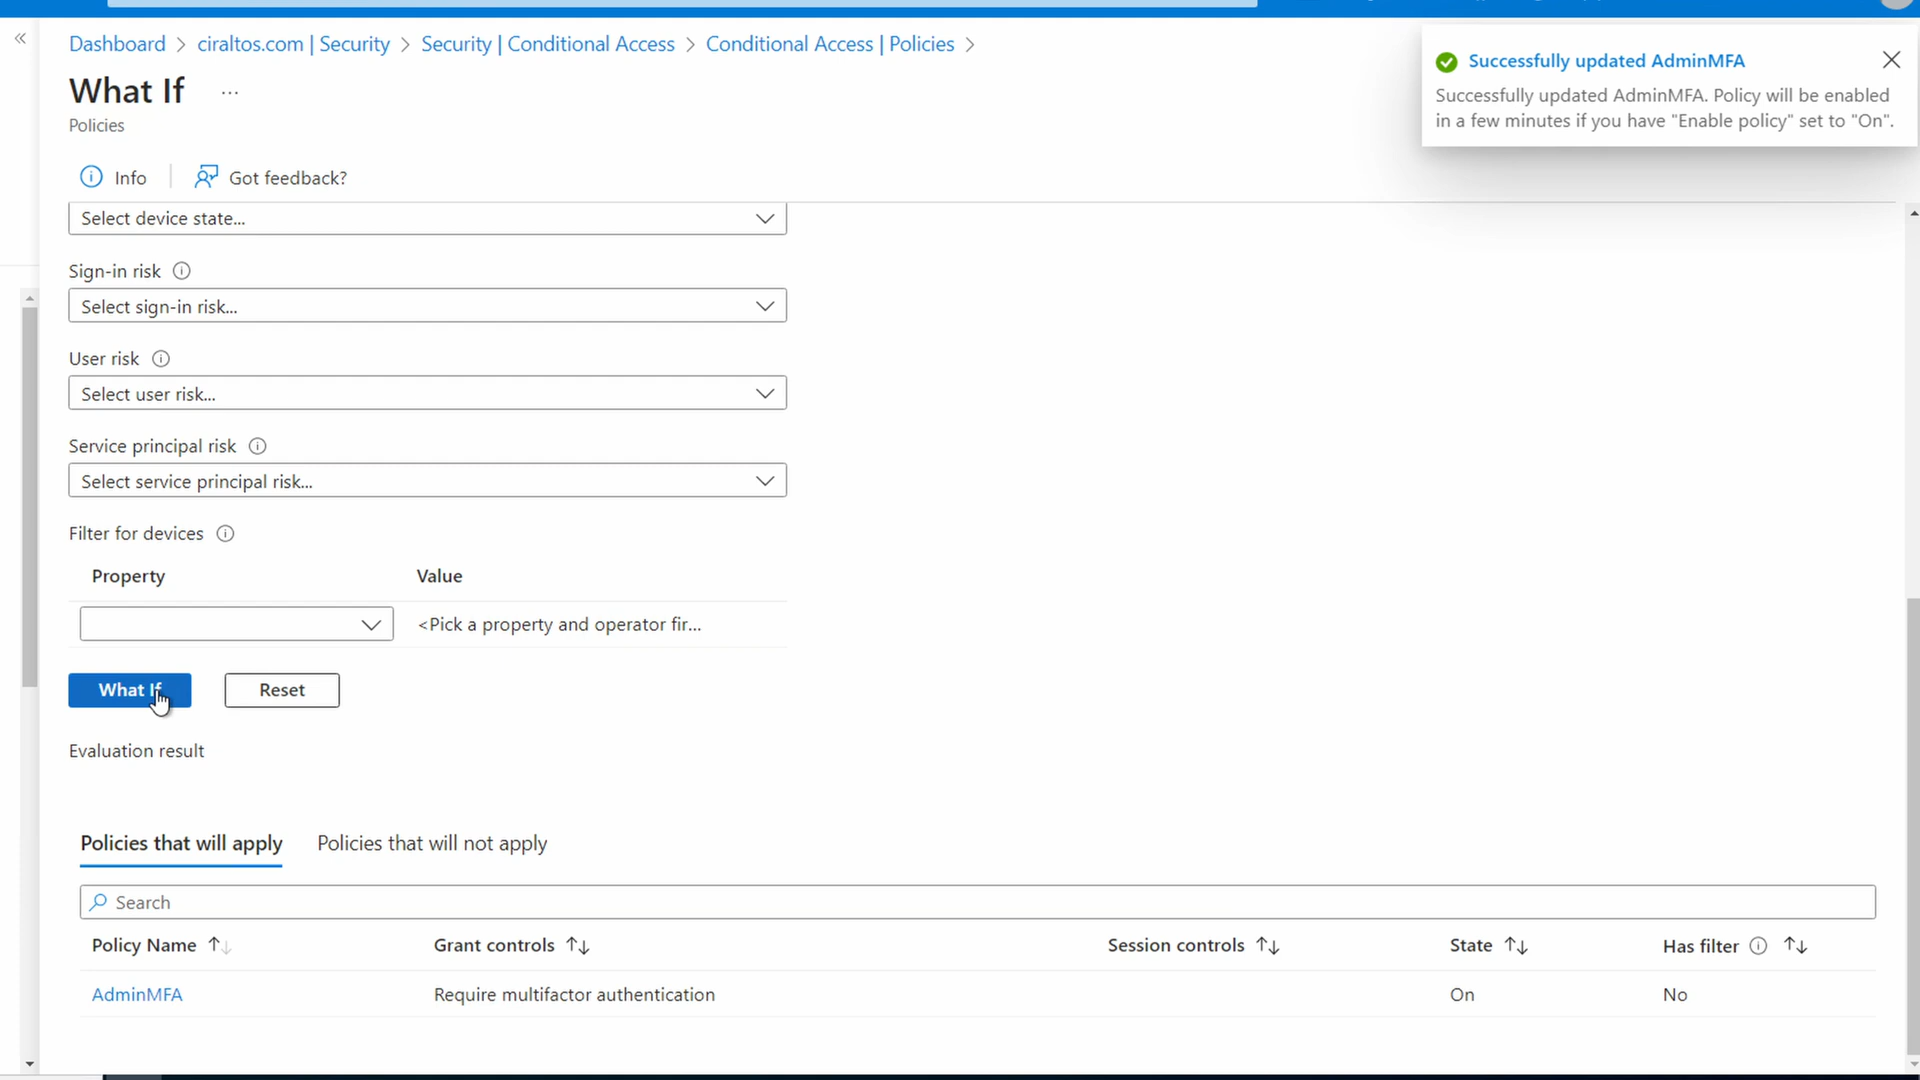 Dashboard > ciraltos.com | Security > Security | Conditional Access > Conditional Access | Policies >
Successfully updated AdminMFA
Successfully updated AdminMFA. Policy will be enabled
in a few minutes if you have "Enable policy" set to "On".
What If ...
Policies
Info | Got feedback?
Select device state...
Sign-in risk
Select sign-in risk...
User risk
Select user risk...
Service principal risk
Select service principal risk...
Filter for devices
Property Value
<Pick a property and operator fir...
What If Reset
Evaluation result
Policies that will apply Policies that will not apply
Search
Policy Name Grant controls Session controls State Has filter
AdminMFA Require multifactor authentication On No